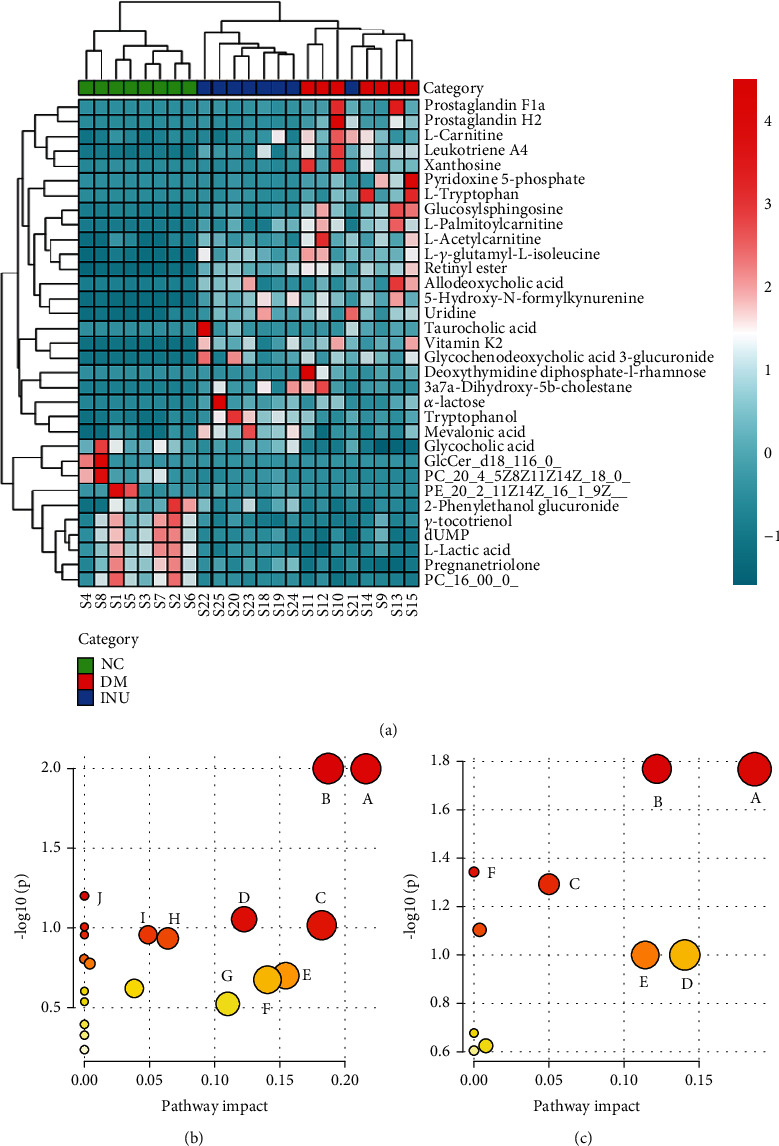 Category
Prostaglandin F1a
Prostaglandin H2
L-Carnitine
Leukotriene A4
Xanthosine
Pyridoxine 5-phosphate
L-Tryptophan
Glucosylsphingosine
L-Palmitoylcarnitine
L-Acetylcarnitine
L-γ-glutamyl-L-isoleucine
Retinyl ester
Allodeoxycholic acid
5-Hydroxy-N-formylkynurenine
Uridine
Taurocholic acid
Vitamin K2
Glycochenodeoxycholic acid 3-glucuronide
Deoxythymidine diphosphate-l-rhamnose
3a7a-Dihydroxy-5b-cholestane
α-lactose
Tryptophanol
Mevalonic acid
Glycocholic acid
GlcCer_d18_116_0_
PC_20_4_5Z8Z11Z14Z_18_0_
PE_20_2_11Z14Z_16_1_9Z__
2-Phenylethanol glucuronide
γ-tocotrienol
dUMP
L-Lactic acid
Pregnanetriolone
PC_16_00_0_
4
3
2
1
0
−1
S4 S8 S1 S5 S3 S7 S2 S6 S22 S25 S20 S23 S18 S19 S24 S11 S12 S10 S21 S14 S9 S13 S15
Category
NC
DM
INU
(a)
2.0
1.5
1.0
0.5
-log10 (p)
B A
J
I H D C
G E
F
0.00 0.05 0.10 0.15 0.20
Pathway impact
(b)
1.8
1.6
1.4
1.2
1.0
0.8
0.6
-log10 (p)
B A
F C
E D
0.00 0.05 0.10 0.15
Pathway impact
(c)